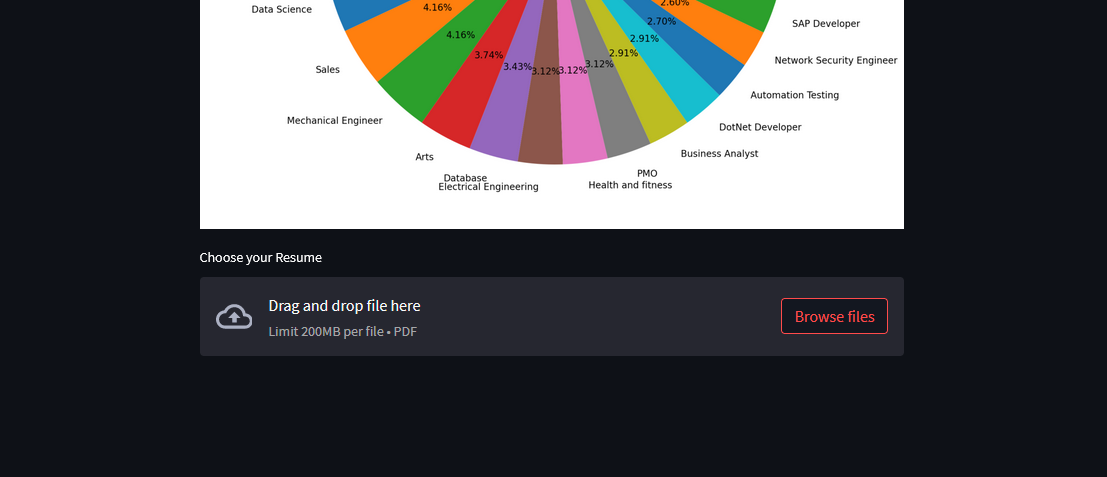 2.60%
4.16%
Data Science
2.70%
SAP Developer
4.16%
2.91%
3.74%
2.91%
Network Security Engineer
3.43%
3.12%
3.12%
3.12%
Sales
Automation Testing
Mechanical Engineer
DotNet Developer
Arts
Business Analyst
Database
PMO
Electrical Engineering
Health and fitness
Choose your Resume
Drag and drop file here
Limit 200MB per file • PDF
Browse files